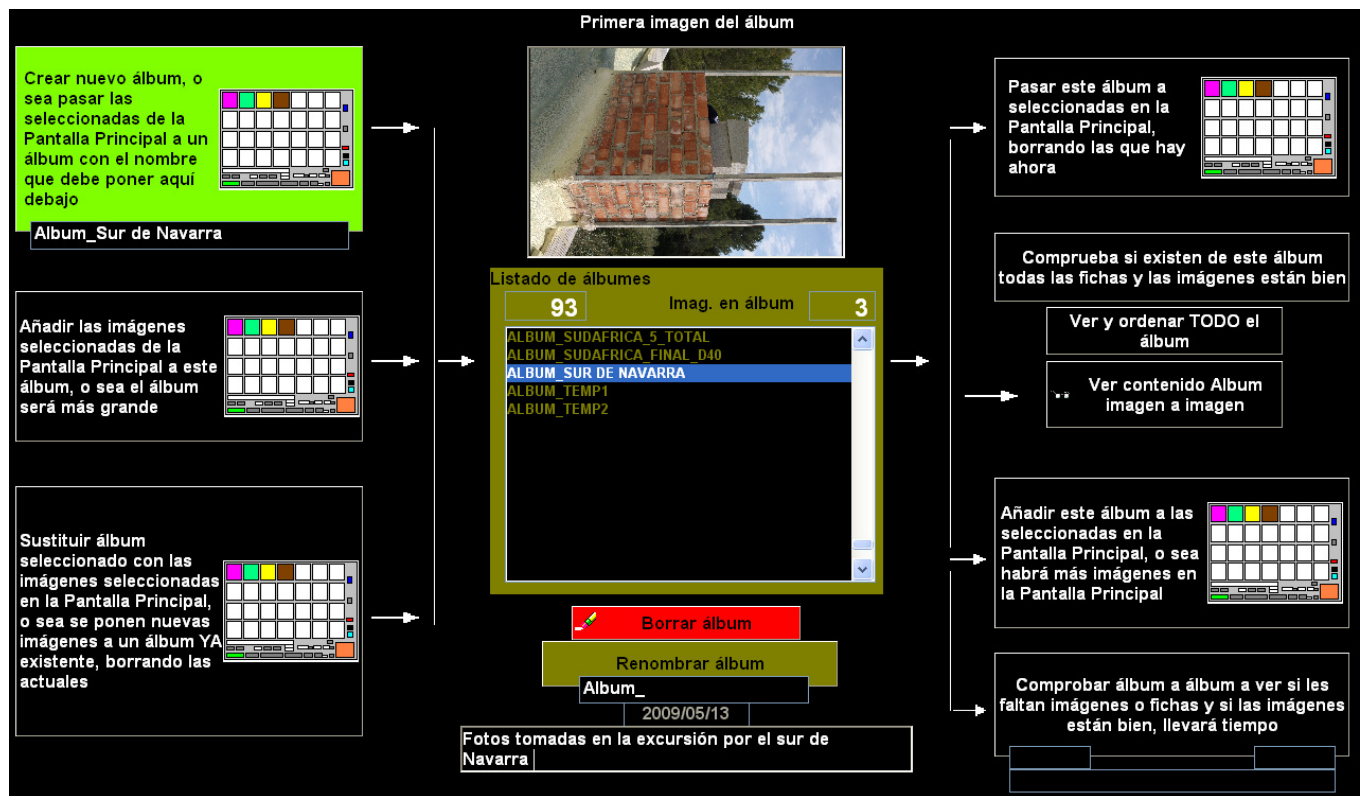 Primera imagen del álbum
Crear nuevo álbum, o
sea pasar las
seleccionadas de la
Pantalla Principal a un
álbum con el nombre
que debe poner aquí
debajo
Album_Sur de Navarra
Añadir las imágenes
seleccionadas de la
Pantalla Principal a este
álbum, o sea el álbum
será más grande
Sustituir álbum
seleccionado con las
imágenes seleccionadas
en la Pantalla Principal,
o sea se ponen nuevas
imágenes a un álbum YA
existente, borrando las
actuales
Listado de álbumes
93 Imag. en álbum 3
ALBUM_SUDAFRICA_5_TOTAL
ALBUM_SUDAFRICA_FINAL_D40
ALBUM_SUR DE NAVARRA
ALBUM_TEMP1
ALBUM_TEMP2
Borrar álbum
Renombrar álbum
Album_
2009/05/13
Fotos tomadas en la excursión por el sur de
Navarra
Pasar este álbum a
seleccionadas en la
Pantalla Principal,
borrando las que hay
ahora
Comprueba si existen de este álbum
todas las fichas y las imágenes están bien
Ver y ordenar TODO el
álbum
Ver contenido Album
imagen a imagen
Añadir este álbum a las
seleccionadas en la
Pantalla Principal, o sea
habrá más imágenes en
la Pantalla Principal
Comprobar álbum a álbum a ver si les
faltan imágenes o fichas y si las imágenes
están bien, llevará tiempo